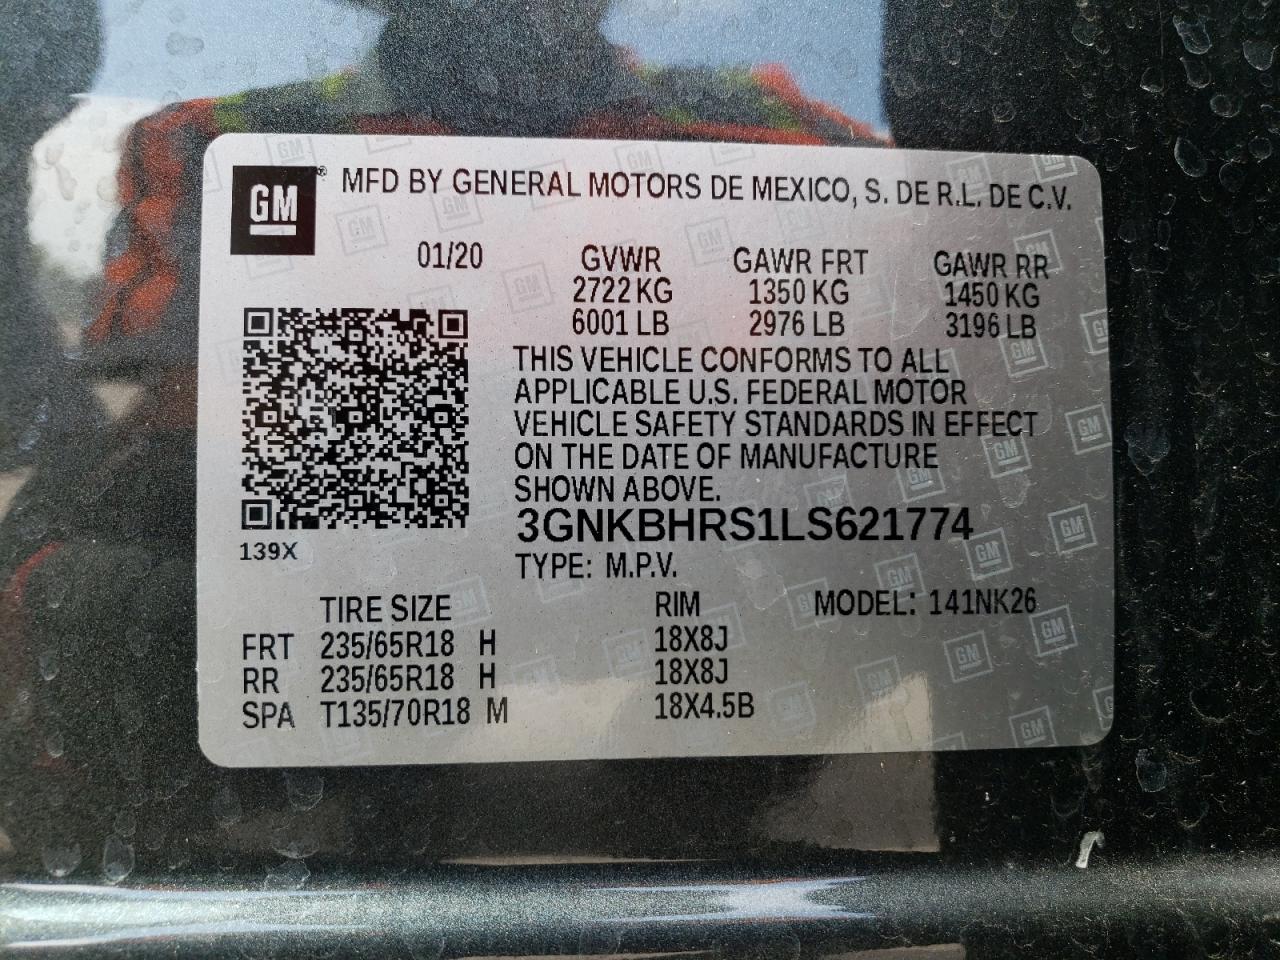 GM ® MFD BY GENERAL MOTORS DE MEXICO, S. DE R.L. DE C.V.
01/20 GVWR GAWR FRT GAWR RR
2722 KG 1350 KG 1450 KG
6001 LB 2976 LB 3196 LB
THIS VEHICLE CONFORMS TO ALL
APPLICABLE U.S. FEDERAL MOTOR
VEHICLE SAFETY STANDARDS IN EFFECT
ON THE DATE OF MANUFACTURE
SHOWN ABOVE.
3GNKBHRS1LS621774
139X
TYPE: M.P.V.
TIRE SIZE RIM MODEL: 141NK26
FRT 235/65R18 H 18X8J
RR 235/65R18 H 18X8J
SPA T135/70R18 M 18X4.5B